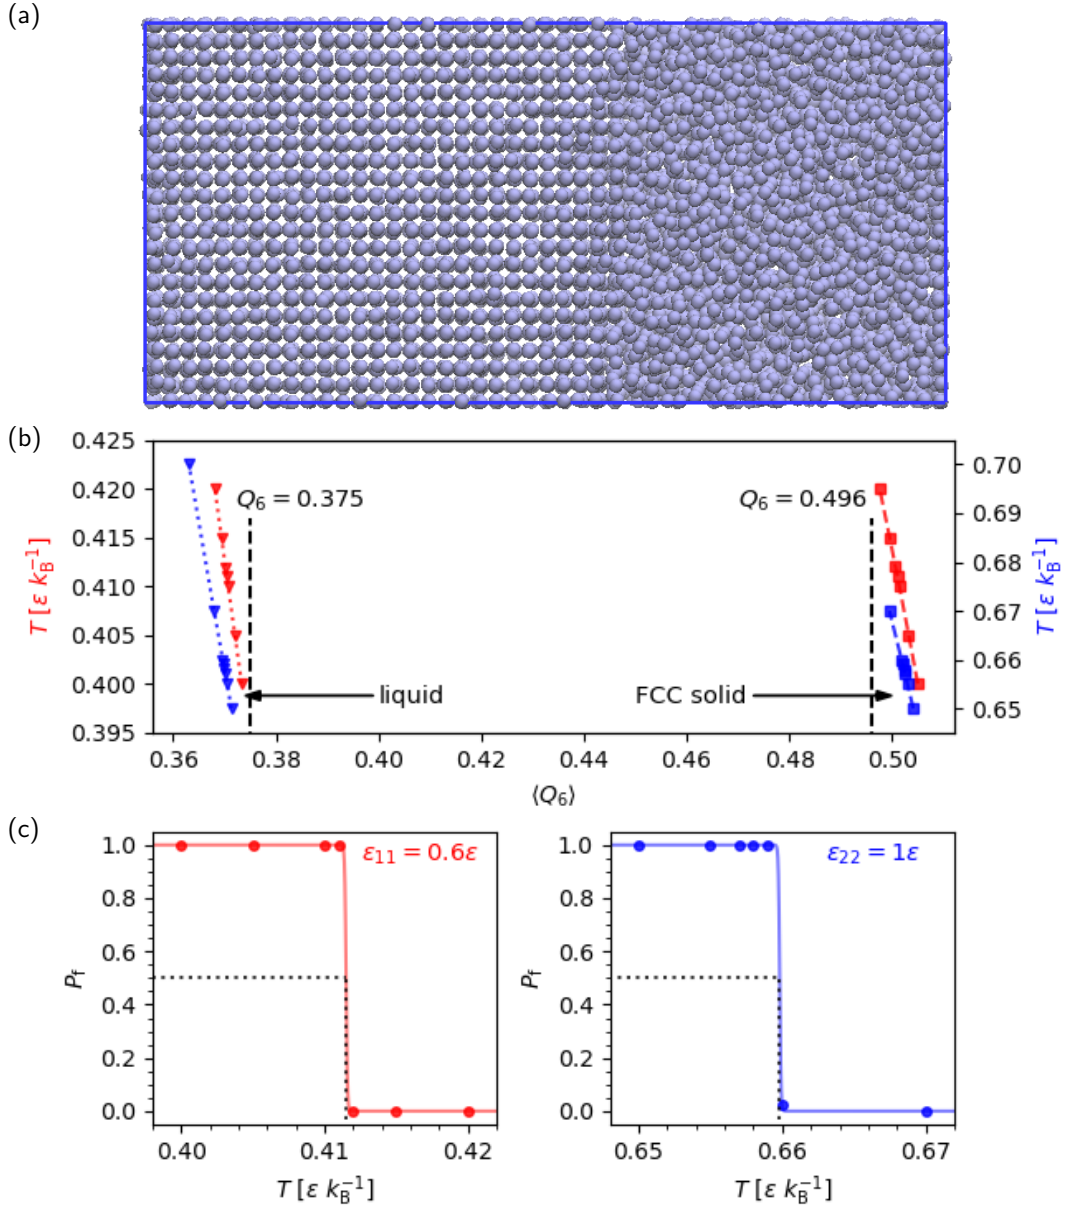 (a)
(b)
0.425
0.420
0.415
0.410
0.405
0.400
0.395
T [ε k_B^{-1}]
Q_6 = 0.375
Q_6 = 0.496
liquid
FCC solid
0.70
0.69
0.68
0.67
0.66
0.65
T [ε k_B^{-1}]
0.36 0.38 0.40 0.42 0.44 0.46 0.48 0.50
⟨Q_6⟩
(c)
1.0
0.8
0.6
0.4
0.2
0.0
P_f
ε_{11} = 0.6ε
0.40 0.41 0.42
T [ε k_B^{-1}]
1.0
0.8
0.6
0.4
0.2
0.0
P_f
ε_{22} = 1ε
0.65 0.66 0.67
T [ε k_B^{-1}]